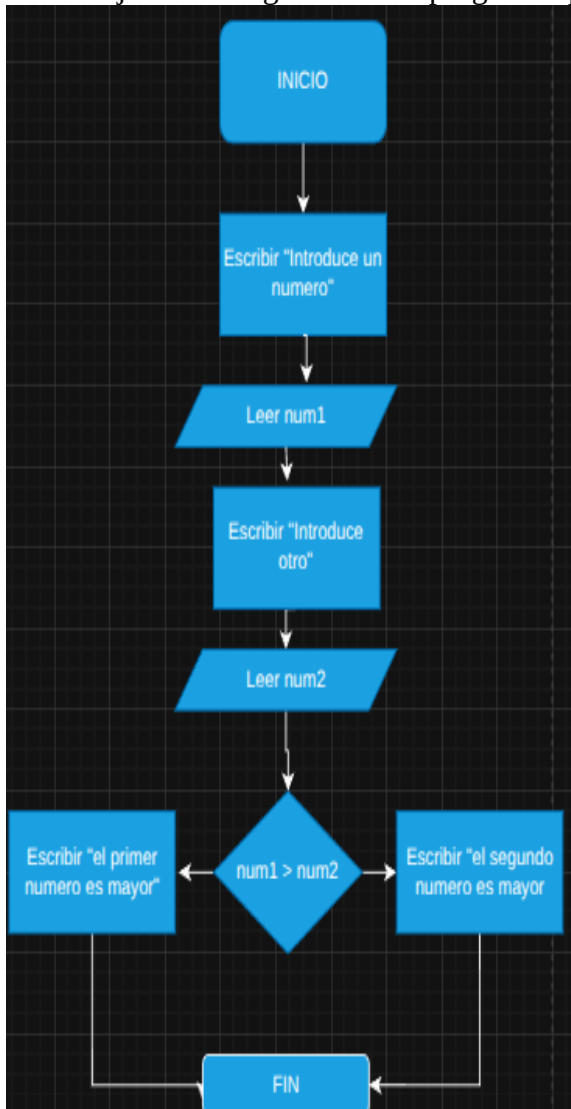 INICIO
Escribir "Introduce un
numero"
Leer num1
Escribir "Introduce
otro"
Leer num2
num1 > num2
Escribir "el primer
numero es mayor"
Escribir "el segundo
numero es mayor
FIN